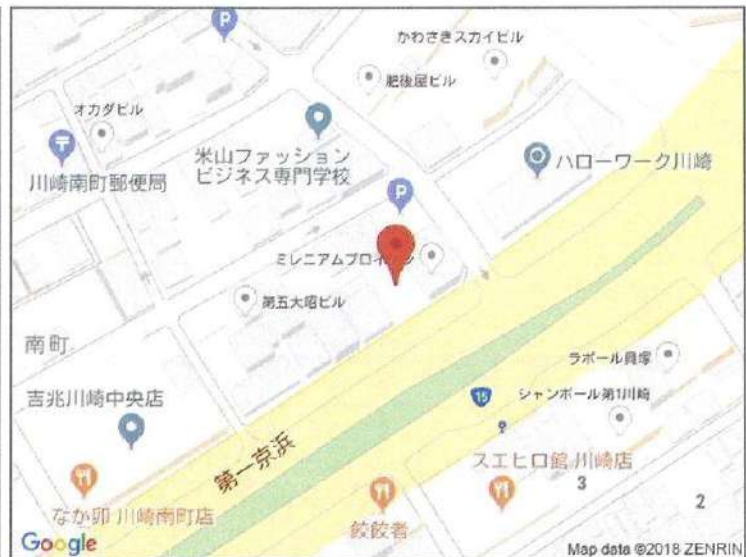 P
かわさきスカイビル
肥後屋ビル
オカダビル
川崎南町郵便局
米山ファッション
ビジネス専門学校
ハローワーク川崎
P
第五大昭ビル
南町
ラポール貝塚
吉兆川崎中央店
15
シャンボール第1川崎
第一京浜
スエヒロ館 川崎店
3
2
なか卯 川崎南町店
餃餃者
Google
Map data ©2018 ZENRIN